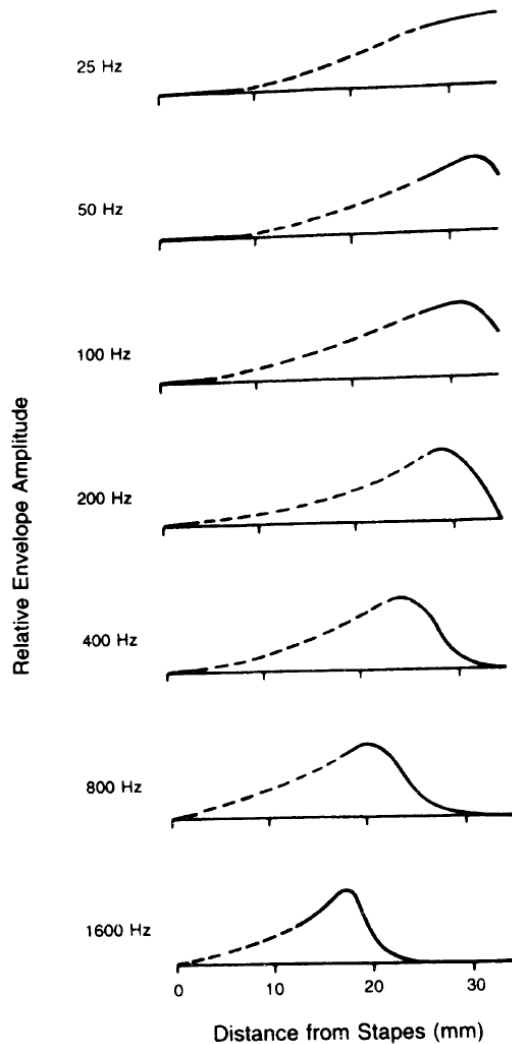 25 Hz
50 Hz
100 Hz
200 Hz
400 Hz
800 Hz
1600 Hz
Relative Envelope Amplitude
0 10 20 30
Distance from Stapes (mm)